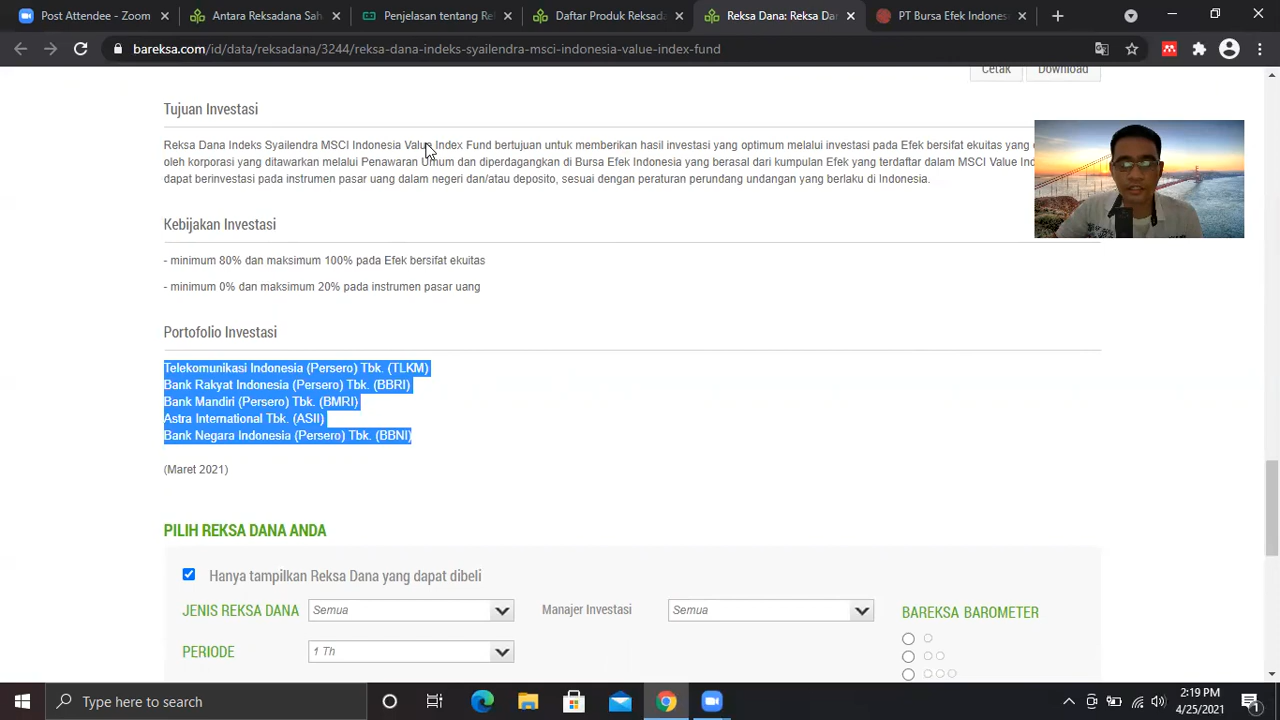 Post Attendee - Zoom
Antara Reksadana Sah
Penjelasan tentang Rek
Daftar Produk Reksada
Reksa Dana: Reksa Da
PT Bursa Efek Indones
bareksa.com/id/data/reksadana/3244/reksa-dana-indeks-syailendra-msci-indonesia-value-index-fund
Cetak
Download
Tujuan Investasi
Reksa Dana Indeks Syailendra MSCI Indonesia Value Index Fund bertujuan untuk memberikan hasil investasi yang optimum melalui investasi pada Efek bersifat ekuitas yang
oleh korporasi yang ditawarkan melalui Penawaran Umum dan diperdagangkan di Bursa Efek Indonesia yang berasal dari kumpulan Efek yang terdaftar dalam MSCI Value In
dapat berinvestasi pada instrumen pasar uang dalam negeri dan/atau deposito, sesuai dengan peraturan perundang undangan yang berlaku di Indonesia.
Kebijakan Investasi
- minimum 80% dan maksimum 100% pada Efek bersifat ekuitas
- minimum 0% dan maksimum 20% pada instrumen pasar uang
Portofolio Investasi
Telekomunikasi Indonesia (Persero) Tbk. (TLKM)
Bank Rakyat Indonesia (Persero) Tbk. (BBRI)
Bank Mandiri (Persero) Tbk. (BMRI)
Astra International Tbk. (ASII)
Bank Negara Indonesia (Persero) Tbk. (BBNI)
(Maret 2021)
PILIH REKSA DANA ANDA
Hanya tampilkan Reksa Dana yang dapat dibeli
JENIS REKSA DANA
Semua
Manajer Investasi
Semua
BAREKSA BAROMETER
PERIODE
1 Th
Type here to search
2:19 PM
4/25/2021
1